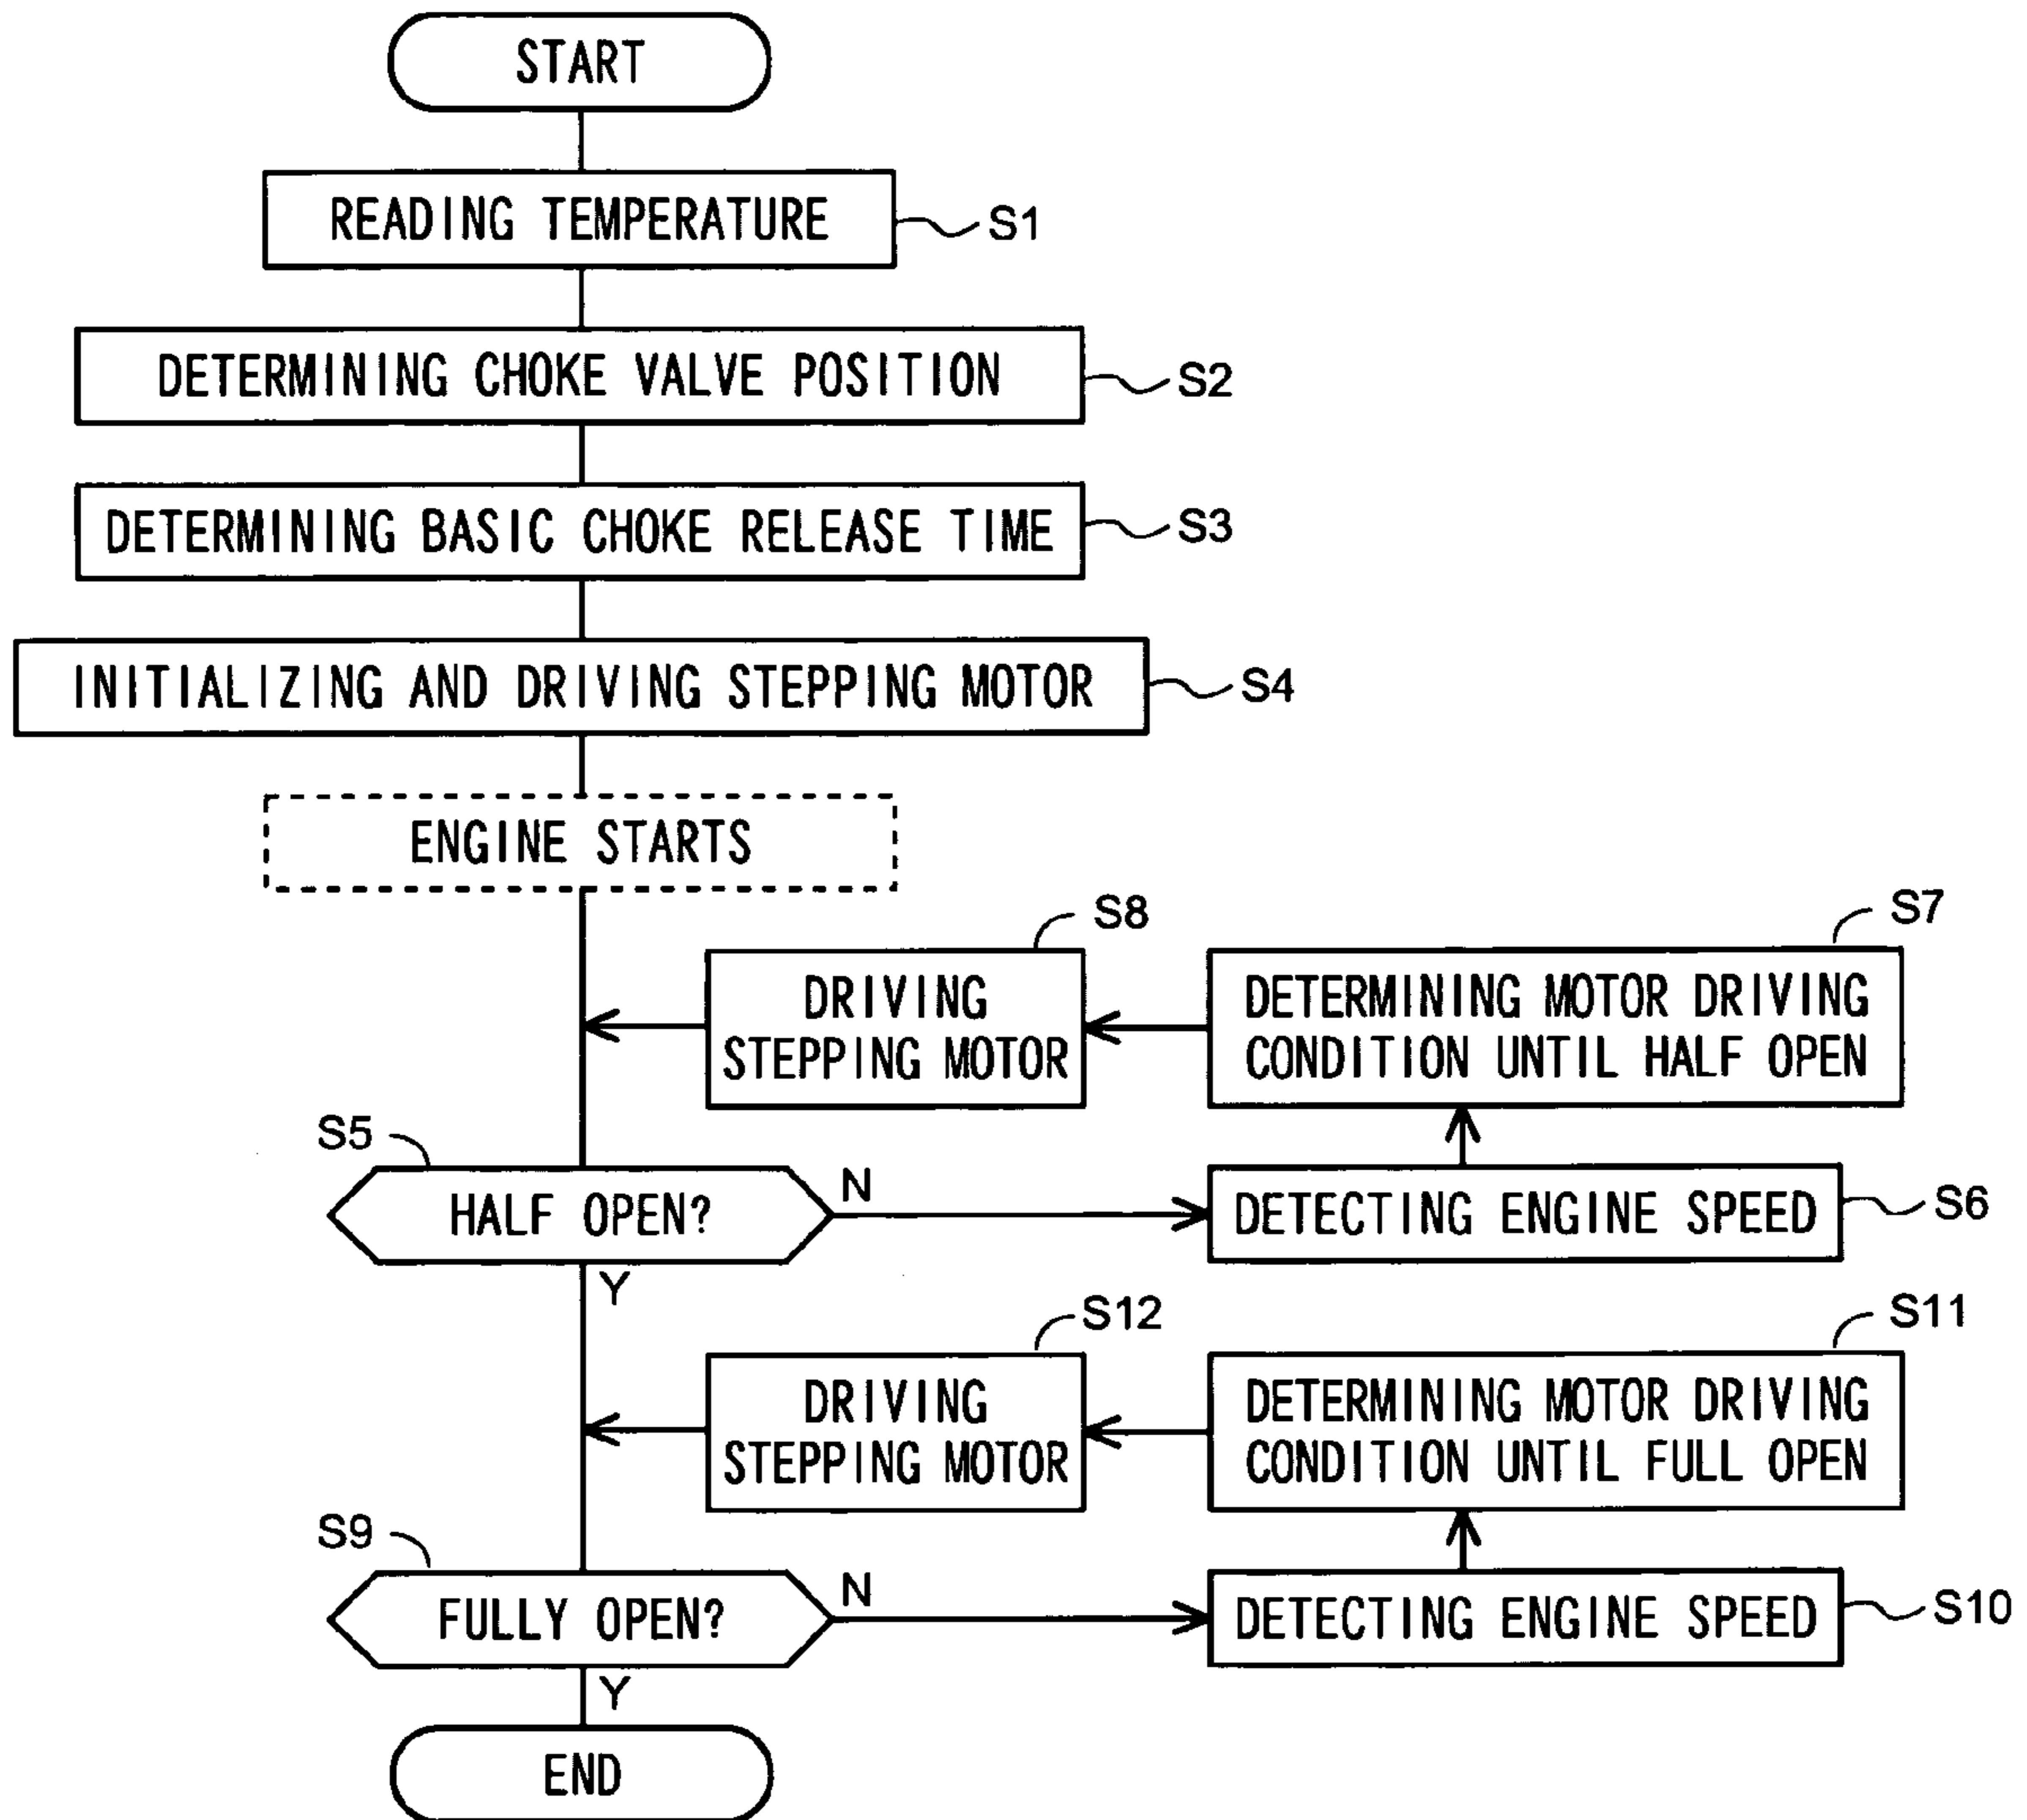 START
READING TEMPERATURE
S1
DETERMINING CHOKE VALVE POSITION
S2
DETERMINING BASIC CHOKE RELEASE TIME
S3
INITIALIZING AND DRIVING STEPPING MOTOR
S4
ENGINE STARTS
S8
DRIVING
STEPPING MOTOR
S7
DETERMINING MOTOR DRIVING
CONDITION UNTIL HALF OPEN
S5
HALF OPEN?
N
Y
DETECTING ENGINE SPEED
S6
S12
DRIVING
STEPPING MOTOR
S11
DETERMINING MOTOR DRIVING
CONDITION UNTIL FULL OPEN
S9
FULLY OPEN?
N
Y
DETECTING ENGINE SPEED
S10
END